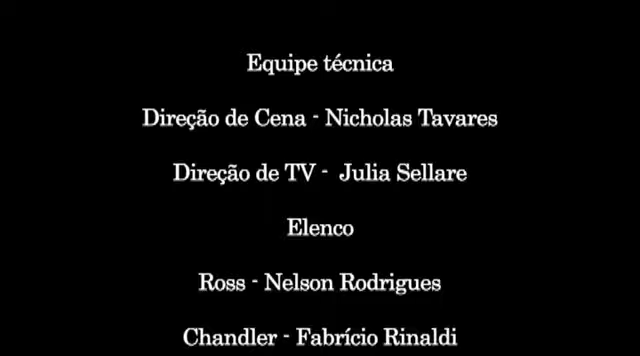 Equipe técnica
Direção de Cena - Nicholas Tavares
Direção de TV - Julia Sellare
Elenco
Ross - Nelson Rodrigues
Chandler - Fabrício Rinaldi